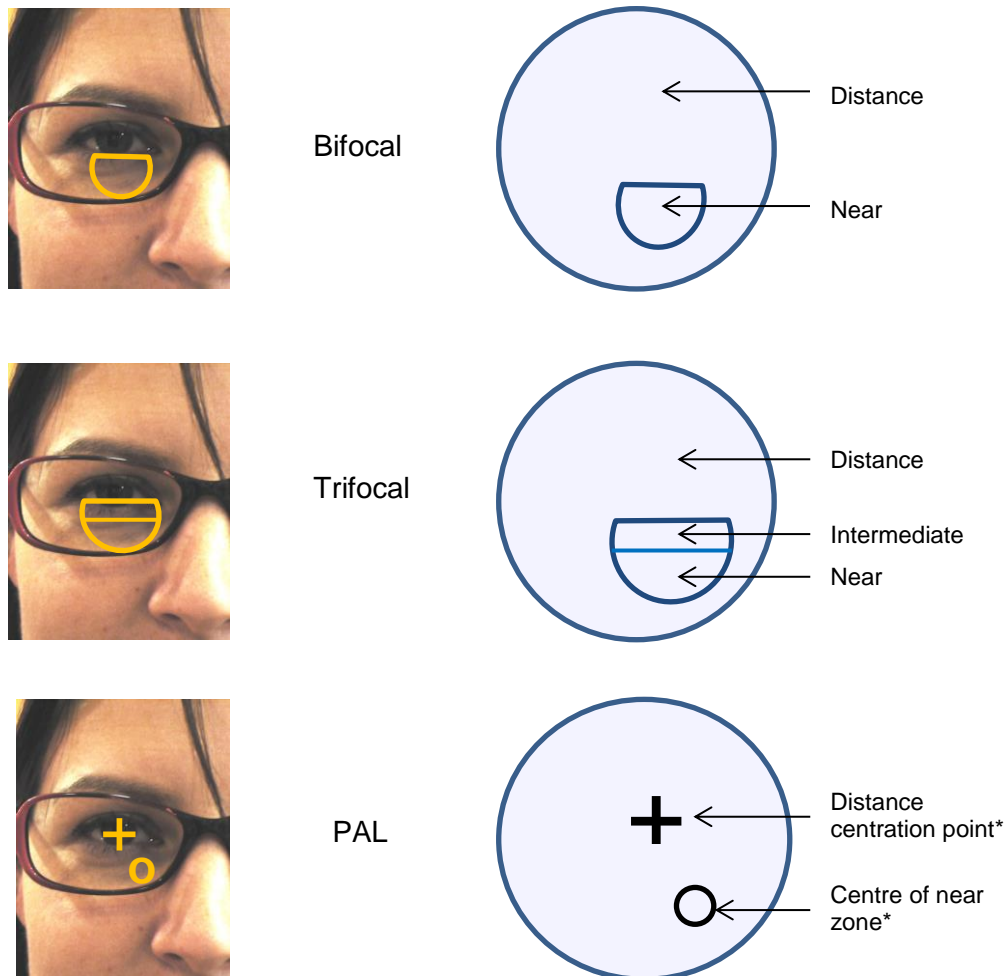 Bifocal
Distance
Near
Trifocal
Distance
Intermediate
Near
PAL
Distance
centration point*
Centre of near
zone*